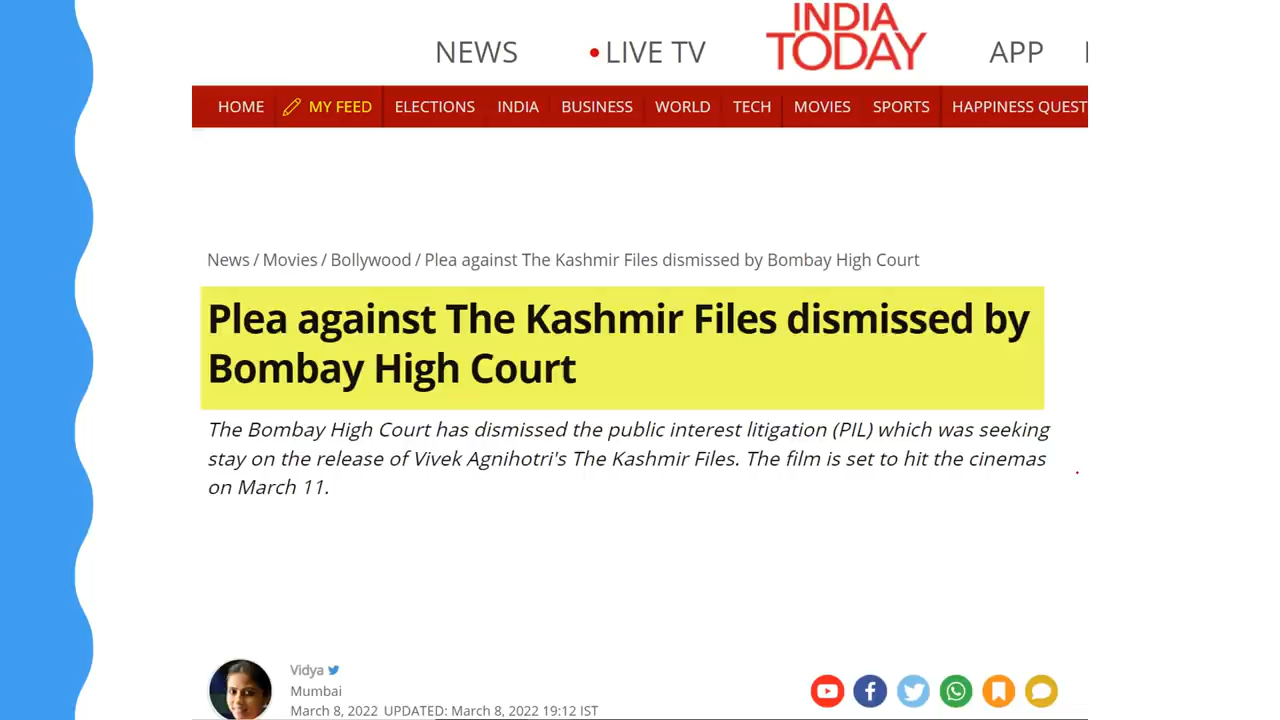 INDIA
TODAY
NEWS
LIVE TV
APP
HOME
MY FEED
ELECTIONS
INDIA
BUSINESS
WORLD
TECH
MOVIES
SPORTS
HAPPINESS QUEST
News / Movies / Bollywood / Plea against The Kashmir Files dismissed by Bombay High Court
Plea against The Kashmir Files dismissed by
Bombay High Court
The Bombay High Court has dismissed the public interest litigation (PIL) which was seeking
stay on the release of Vivek Agnihotri's The Kashmir Files. The film is set to hit the cinemas
on March 11.
Vidya
Mumbai
March 8, 2022 UPDATED: March 8, 2022 19:12 IST